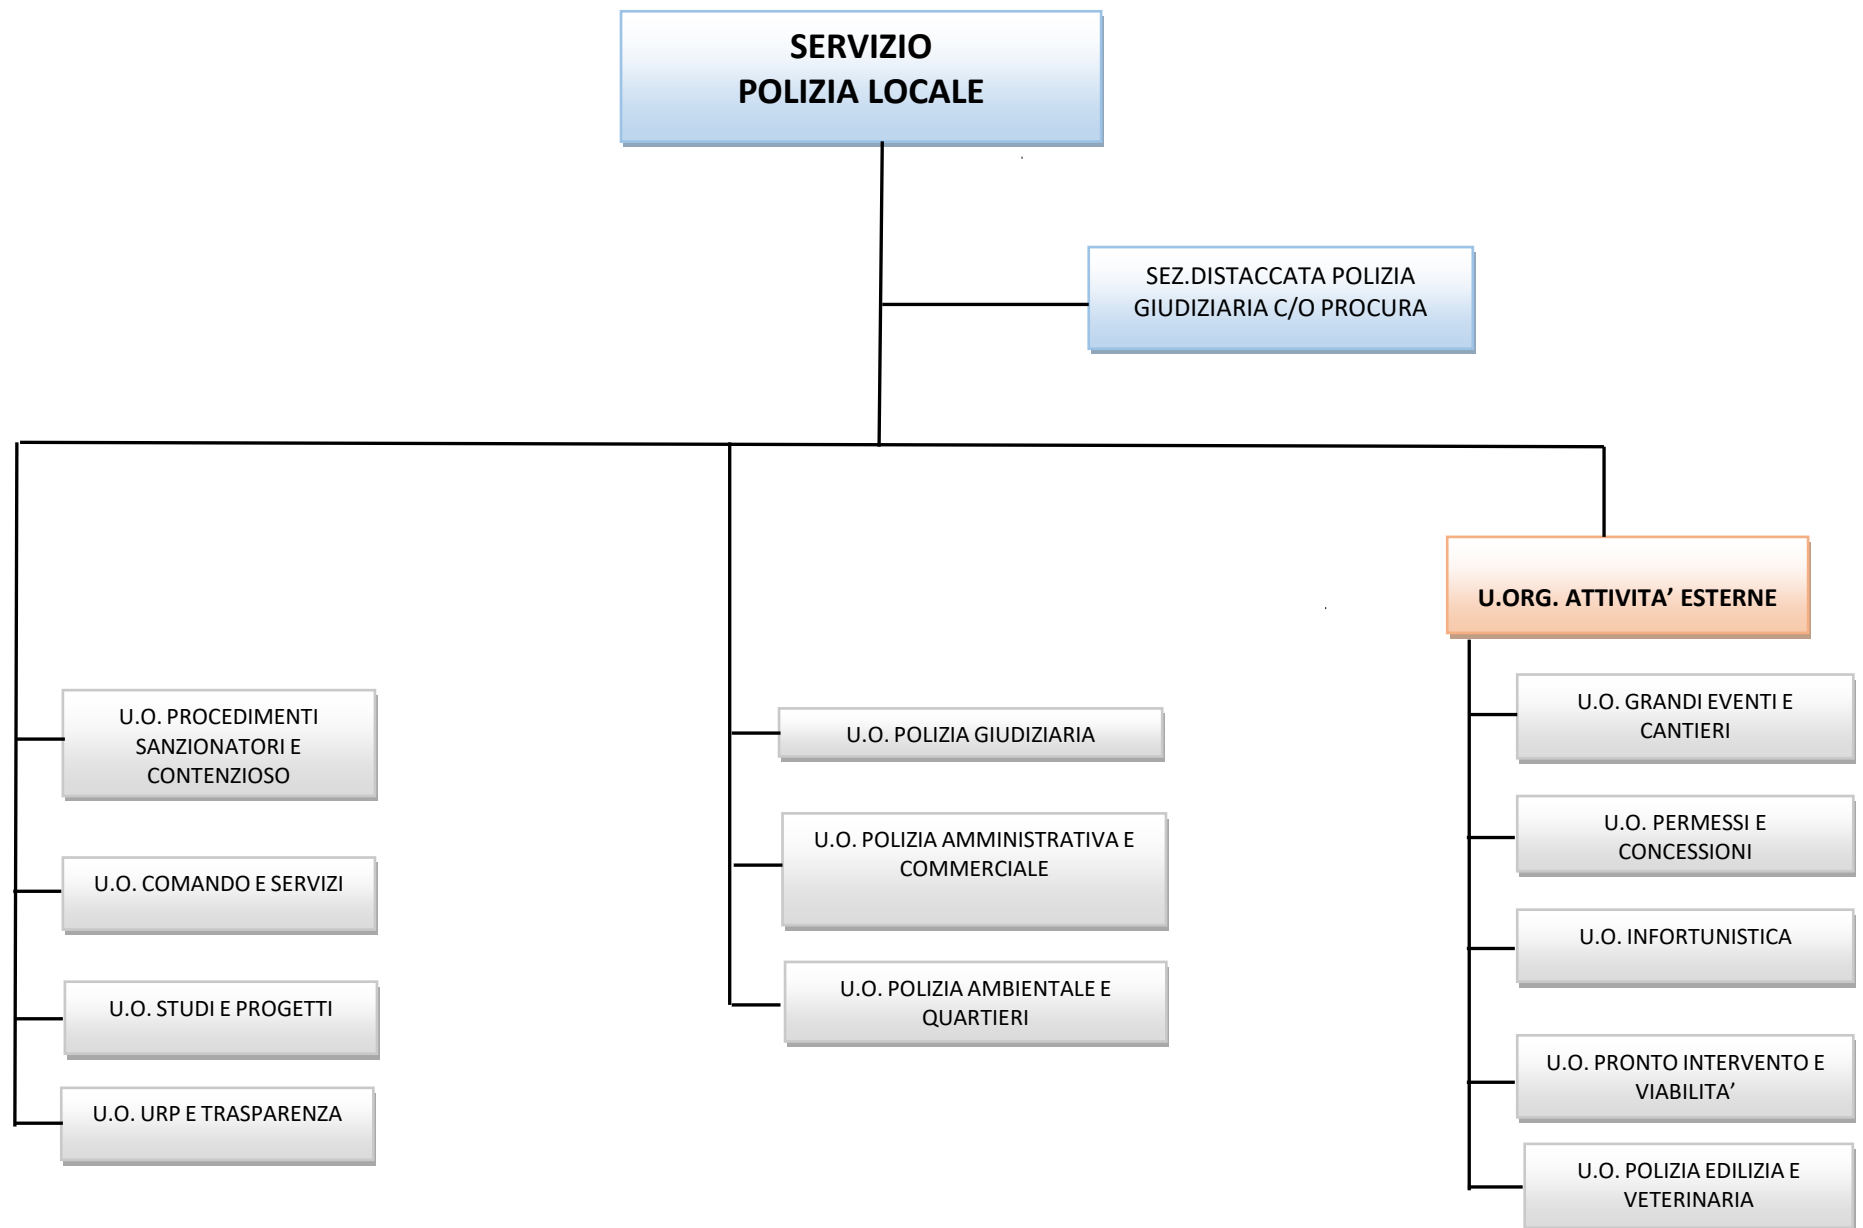 SERVIZIO
POLIZIA LOCALE
SEZ.DISTACCATA POLIZIA
GIUDIZIARIA C/O PROCURA
U.O. PROCEDIMENTI
SANZIONATORI E
CONTENZIOSO
U.O. COMANDO E SERVIZI
U.O. STUDI E PROGETTI
U.O. URP E TRASPARENZA
U.O. POLIZIA GIUDIZIARIA
U.O. POLIZIA AMMINISTRATIVA E
COMMERCIALE
U.O. POLIZIA AMBIENTALE E
QUARTIERI
U.ORG. ATTIVITA’ ESTERNE
U.O. GRANDI EVENTI E
CANTIERI
U.O. PERMESSI E
CONCESSIONI
U.O. INFORTUNISTICA
U.O. PRONTO INTERVENTO E
VIABILITA’
U.O. POLIZIA EDILIZIA E
VETERINARIA